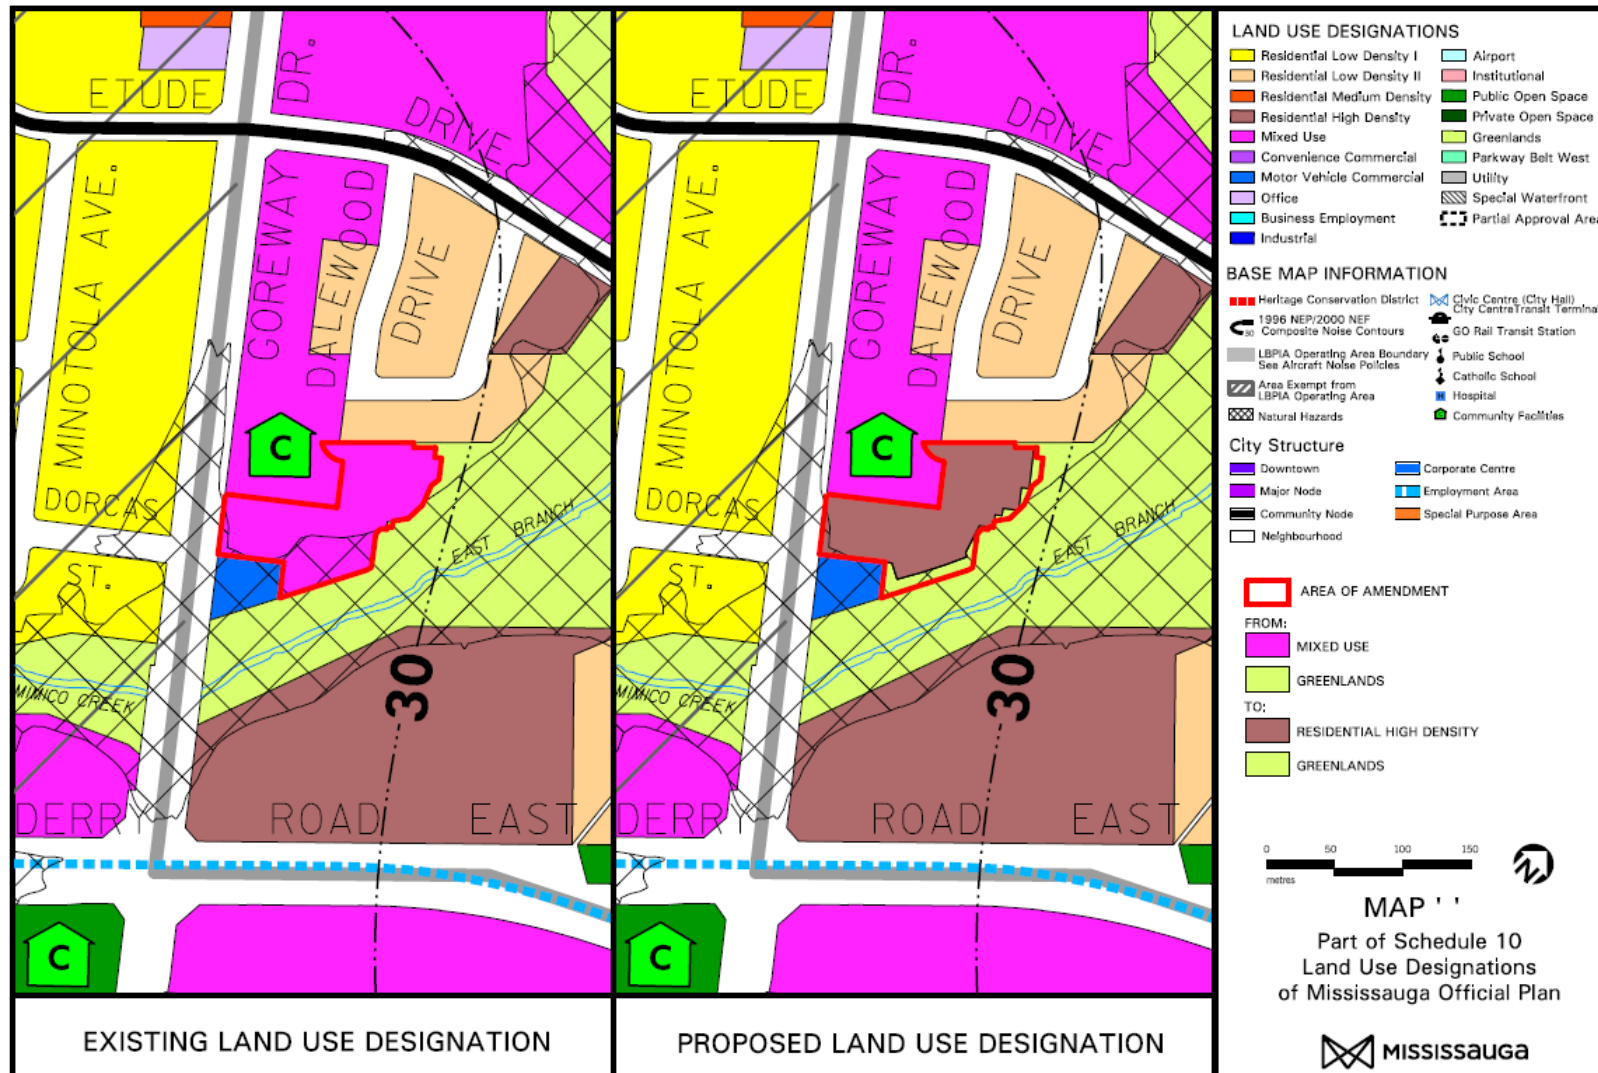 ETUDE
DR.
DRIVE
MINOTOLA AVE.
GOREWAY
DALEWOOD
DRIVE
C
DORCAS
ST.
EAST BRANCH
MIMICO CREEK
30
DERRY ROAD EAST
C
EXISTING LAND USE DESIGNATION
ETUDE
DR.
DRIVE
MINOTOLA AVE.
GOREWAY
DALEWOOD
DRIVE
C
DORCAS
ST.
EAST BRANCH
MIMICO CREEK
30
DERRY ROAD EAST
C
PROPOSED LAND USE DESIGNATION
LAND USE DESIGNATIONS
Residential Low Density I
Residential Low Density II
Residential Medium Density
Residential High Density
Mixed Use
Convenience Commercial
Motor Vehicle Commercial
Office
Business Employment
Industrial
Airport
Institutional
Public Open Space
Private Open Space
Greenlands
Parkway Belt West
Utility
Special Waterfront
Partial Approval Area
BASE MAP INFORMATION
Heritage Conservation District
1996 NEP/2000 NEF
Composite Noise Contours
30
LBPIA Operating Area Boundary
See Aircraft Noise Policies
Area Exempt from
LBPIA Operating Area
Natural Hazards
Civic Centre (City Hall)
City Centre Transit Terminal
GO Rail Transit Station
Public School
Catholic School
H Hospital
C Community Facilities
City Structure
Downtown
Major Node
Community Node
Neighbourhood
Corporate Centre
Employment Area
Special Purpose Area
AREA OF AMENDMENT
FROM:
MIXED USE
GREENLANDS
TO:
RESIDENTIAL HIGH DENSITY
GREENLANDS
0 50 100 150
metres
MAP ' '
Part of Schedule 10
Land Use Designations
of Mississauga Official Plan
MISSISSAUGA